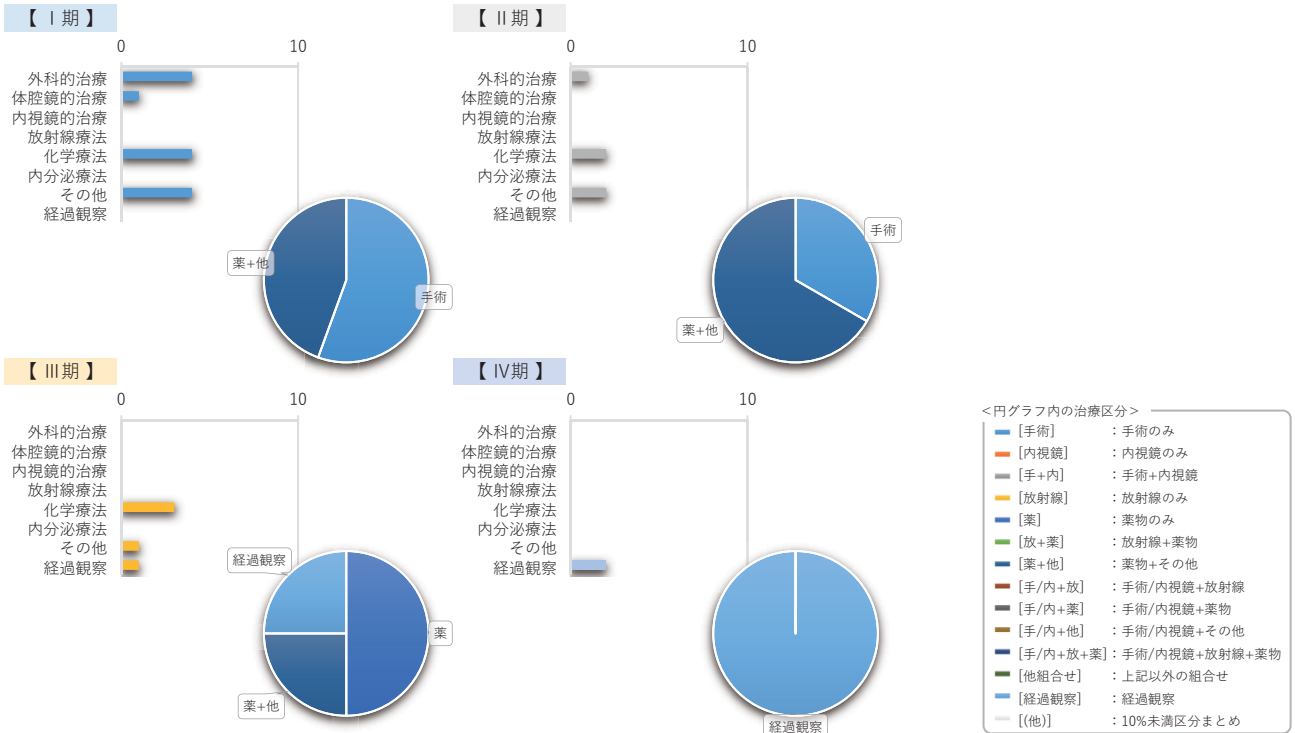 【 Ⅰ期 】
0 10
外科的治療
体腔鏡的治療
内視鏡的治療
放射線療法
化学療法
内分泌療法
その他
経過観察
薬+他
手術
【 Ⅱ期 】
0 10
外科的治療
体腔鏡的治療
内視鏡的治療
放射線療法
化学療法
内分泌療法
その他
経過観察
手術
薬+他
【 Ⅲ期 】
0 10
外科的治療
体腔鏡的治療
内視鏡的治療
放射線療法
化学療法
内分泌療法
その他
経過観察
経過観察
薬
薬+他
【 Ⅳ期 】
0 10
外科的治療
体腔鏡的治療
内視鏡的治療
放射線療法
化学療法
内分泌療法
その他
経過観察
経過観察
＜円グラフ内の治療区分＞
[手術] ：手術のみ
[内視鏡] ：内視鏡のみ
[手+内] ：手術+内視鏡
[放射線] ：放射線のみ
[薬] ：薬物のみ
[放+薬] ：放射線+薬物
[薬+他] ：薬物+その他
[手/内+放] ：手術/内視鏡+放射線
[手/内+薬] ：手術/内視鏡+薬物
[手/内+他] ：手術/内視鏡+その他
[手/内+放+薬]：手術/内視鏡+放射線+薬物
[他組合せ] ：上記以外の組合せ
[経過観察] ：経過観察
[(他)] ：10%未満区分まとめ